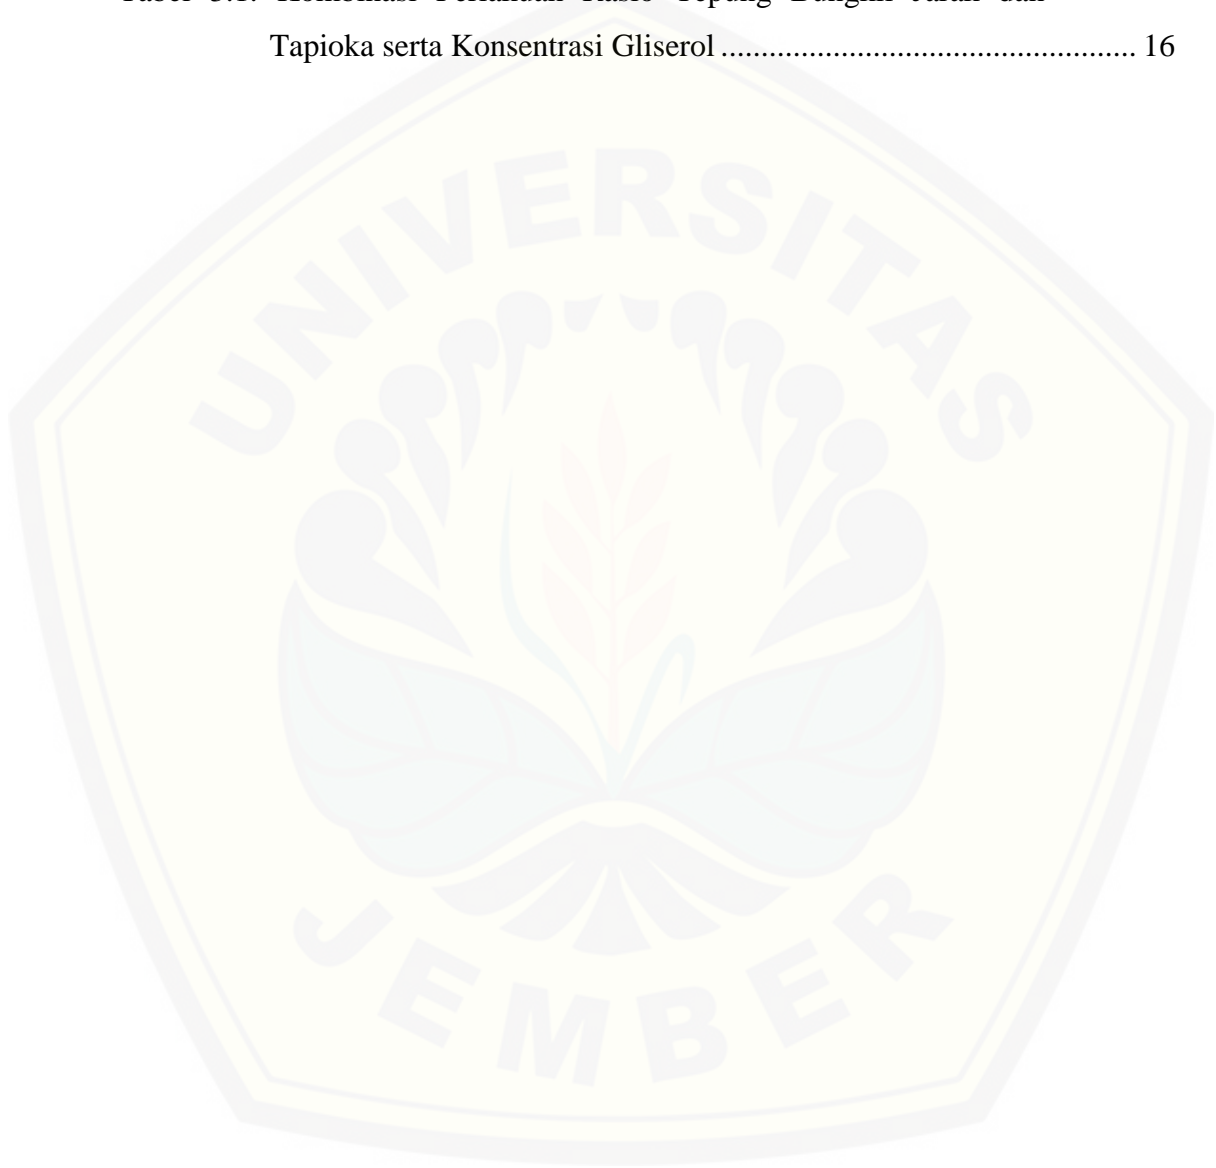 Tabel 3.1. Kombinasi Perlakuan Rasio Tepung Bungkil Jarak dan
Tapioka serta Konsentrasi Gliserol .................................................... 16
UNIVERSITAS
JEMBER